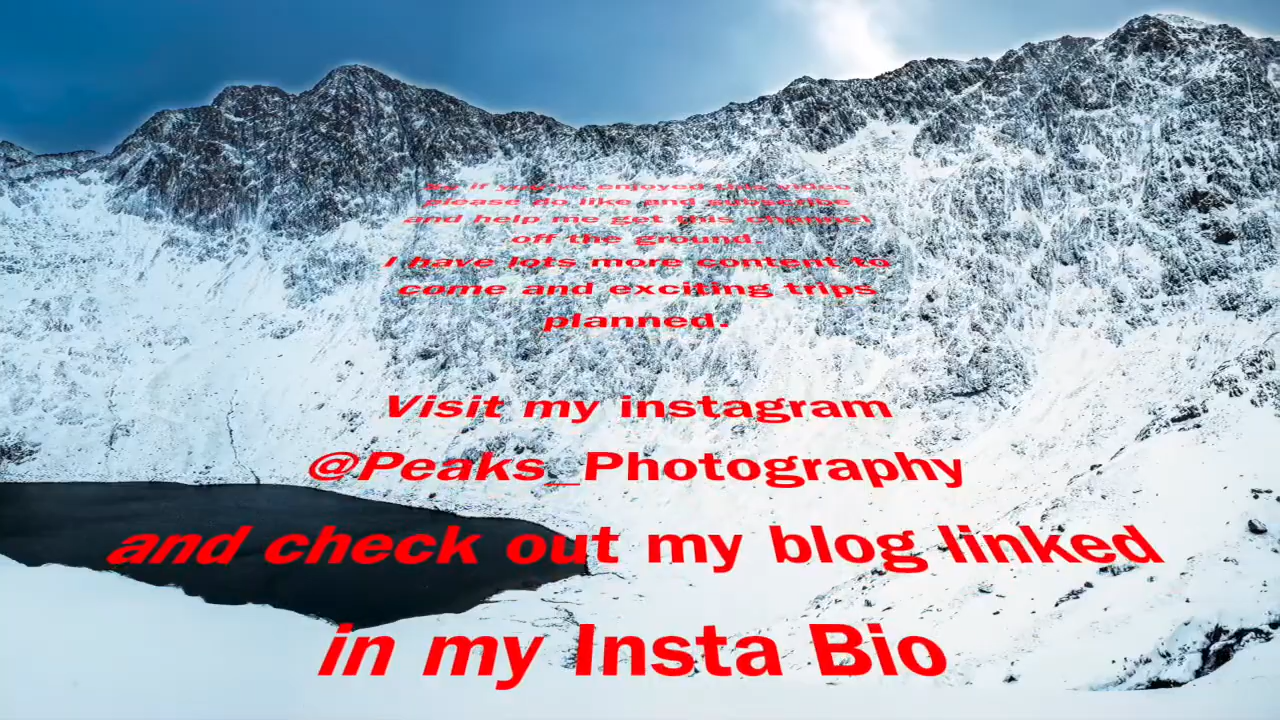 So if you've enjoyed this video
please do like and subscribe
and help me get this channel
off the ground.
I have lots more content to
come and exciting trips
planned.
Visit my instagram
@Peaks_Photography
and check out my blog linked
in my Insta Bio